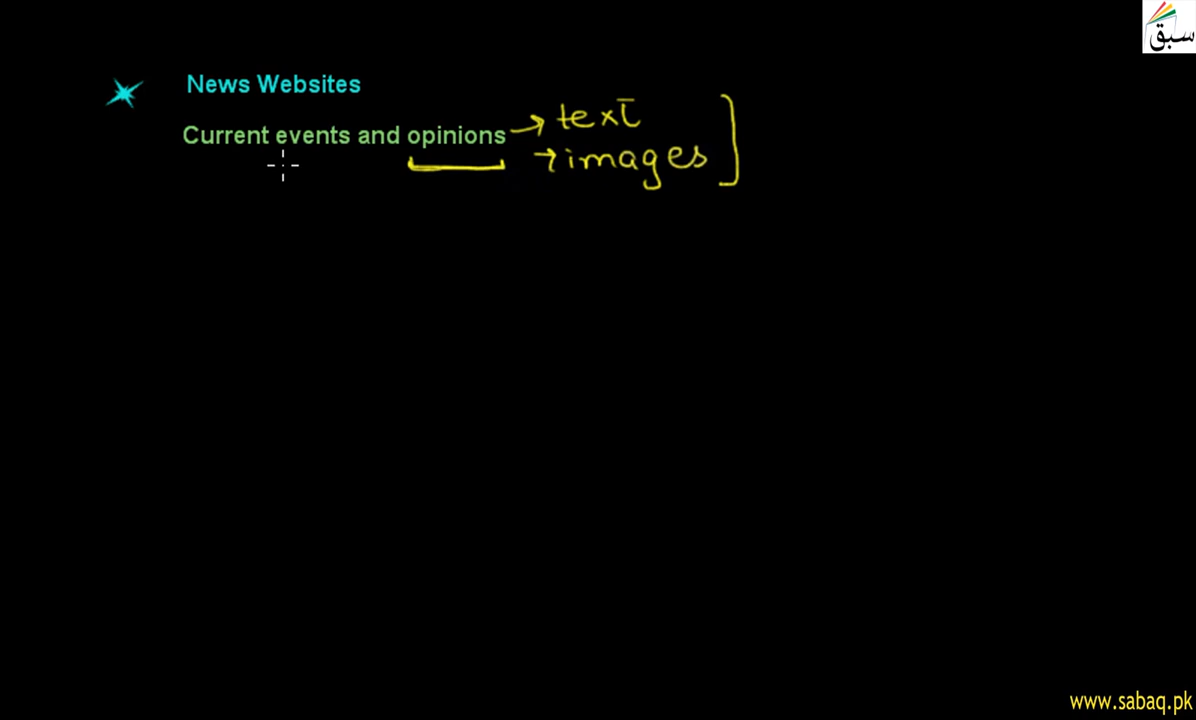 سبق
News Websites
Current events and opinions → text
→ images
www.sabaq.pk